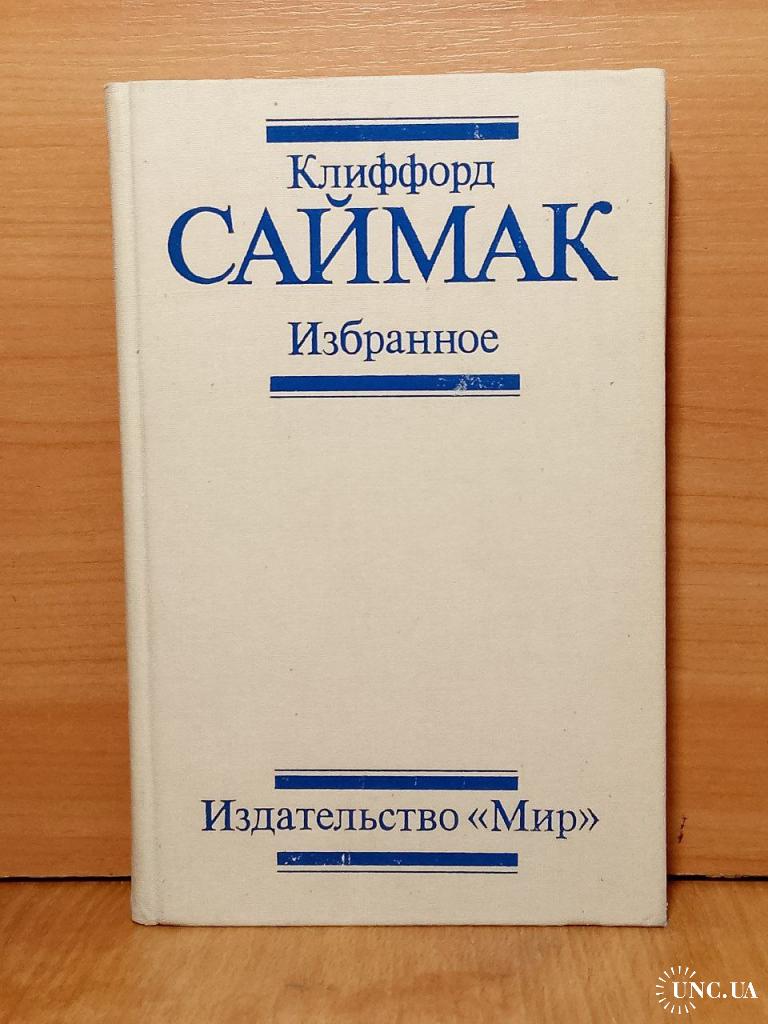 Клиффорд
САЙМАК
Избранное
Издательство «Мир»
UNC.UA